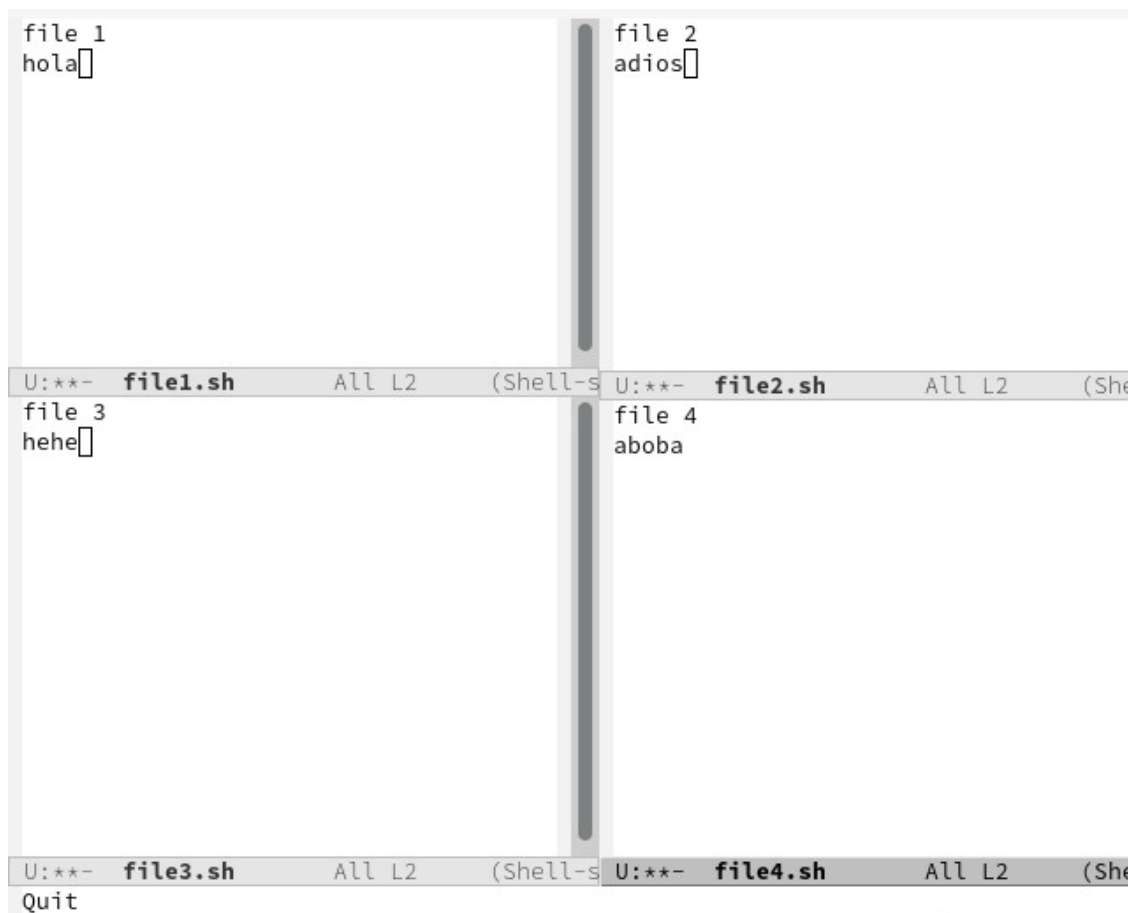 file 1
hola
U:**-  file1.sh       All L2     (Shell-s
file 2
adios
U:**-  file2.sh       All L2     (She
file 3
hehe
U:**-  file3.sh       All L2     (Shell-s
file 4
aboba
U:**-  file4.sh       All L2     (She
Quit